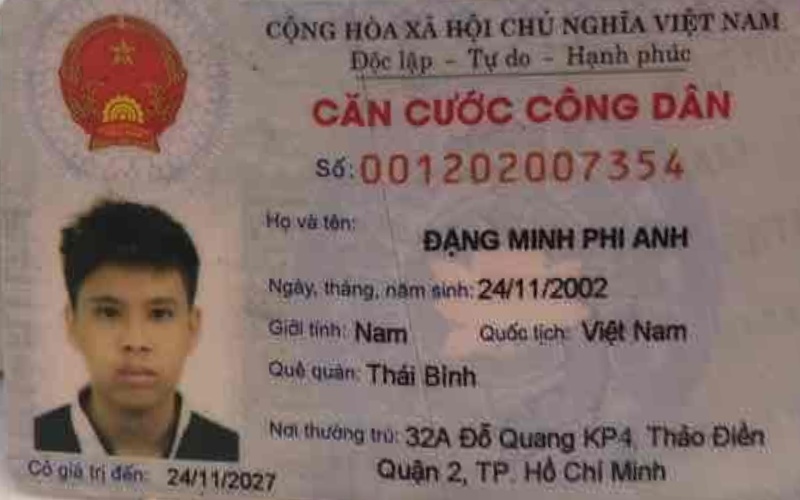 CỘNG HÒA XÃ HỘI CHỦ NGHĨA VIỆT NAM
Độc lập - Tự do - Hạnh phúc
CĂN CƯỚC CÔNG DÂN
Số: 001202007354
Họ và tên: ĐẶNG MINH PHI ANH
Ngày, tháng, năm sinh: 24/11/2002
Giới tính: Nam Quốc tịch: Việt Nam
Quê quán: Thái Bình
Nơi thường trú: 32A Đỗ Quang KP4, Thảo Điền
Quận 2, TP. Hồ Chí Minh
Có giá trị đến: 24/11/2027